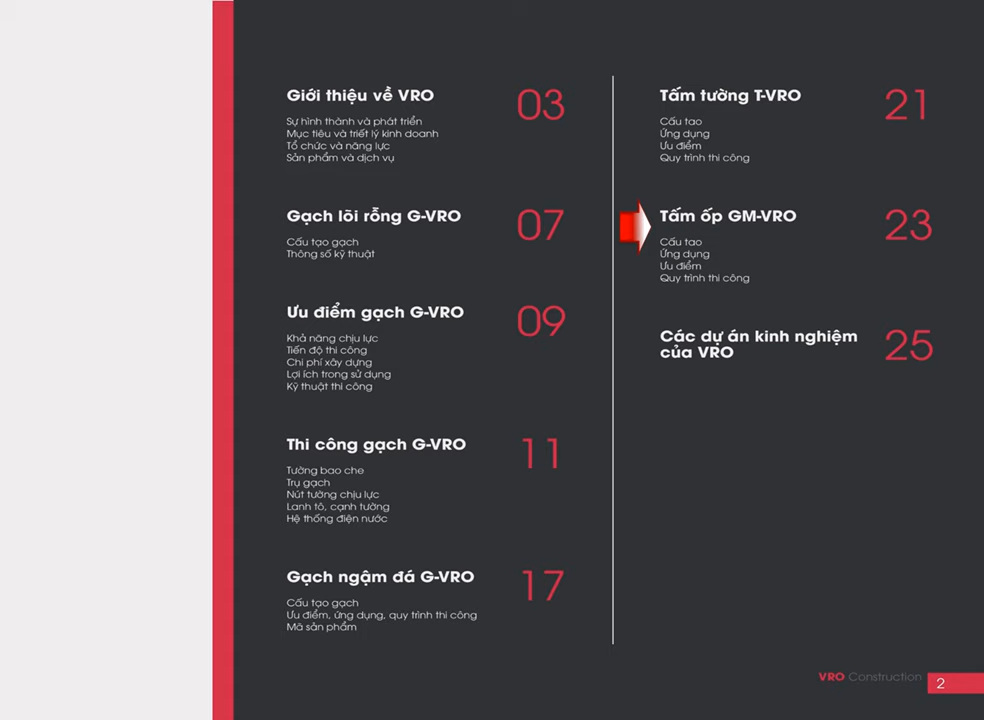 Giới thiệu về VRO
03
Sự hình thành và phát triển
Mục tiêu và triết lý kinh doanh
Tổ chức và năng lực
Sản phẩm và dịch vụ
Gạch lõi rỗng G-VRO
07
Cấu tạo gạch
Thông số kỹ thuật
Ưu điểm gạch G-VRO
09
Khả năng chịu lực
Tiến độ thi công
Chi phí xây dựng
Lợi ích trong sử dụng
Kỹ thuật thi công
Thi công gạch G-VRO
11
Tường bao che
Trụ gạch
Nút tường chịu lực
Lanh tô, cạnh tường
Hệ thống điện nước
Gạch ngậm đá G-VRO
17
Cấu tạo gạch
Ưu điểm, ứng dụng, quy trình thi công
Mã sản phẩm
Tấm tường T-VRO
21
Cấu tao
Ứng dụng
Ưu điểm
Quy trình thi công
Tấm ốp GM-VRO
23
Cấu tao
Ứng dụng
Ưu điểm
Quy trình thi công
Các dự án kinh nghiệm
của VRO
25
VRO Construction
2